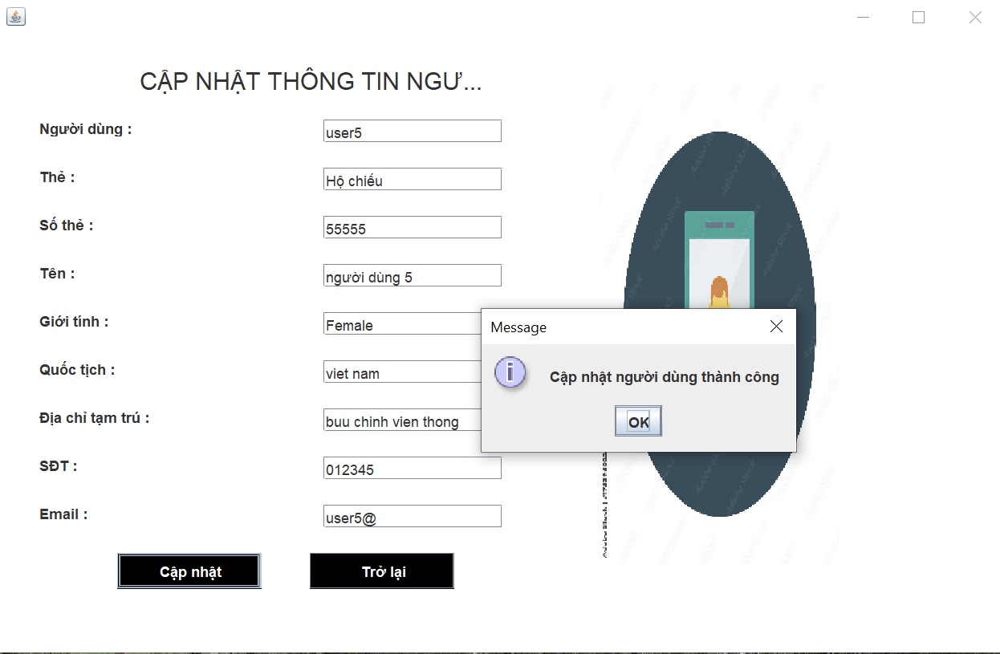 CẬP NHẬT THÔNG TIN NGƯ...
Người dùng : user5
Thẻ : Hộ chiếu
Số thẻ : 55555
Tên : người dùng 5
Giới tính : Female
Quốc tịch : viet nam
Địa chỉ tạm trú : buu chinh vien thong
SĐT : 012345
Email : user5@
Cập nhật Trở lại
Message
Cập nhật người dùng thành công
OK
Adobe Stock